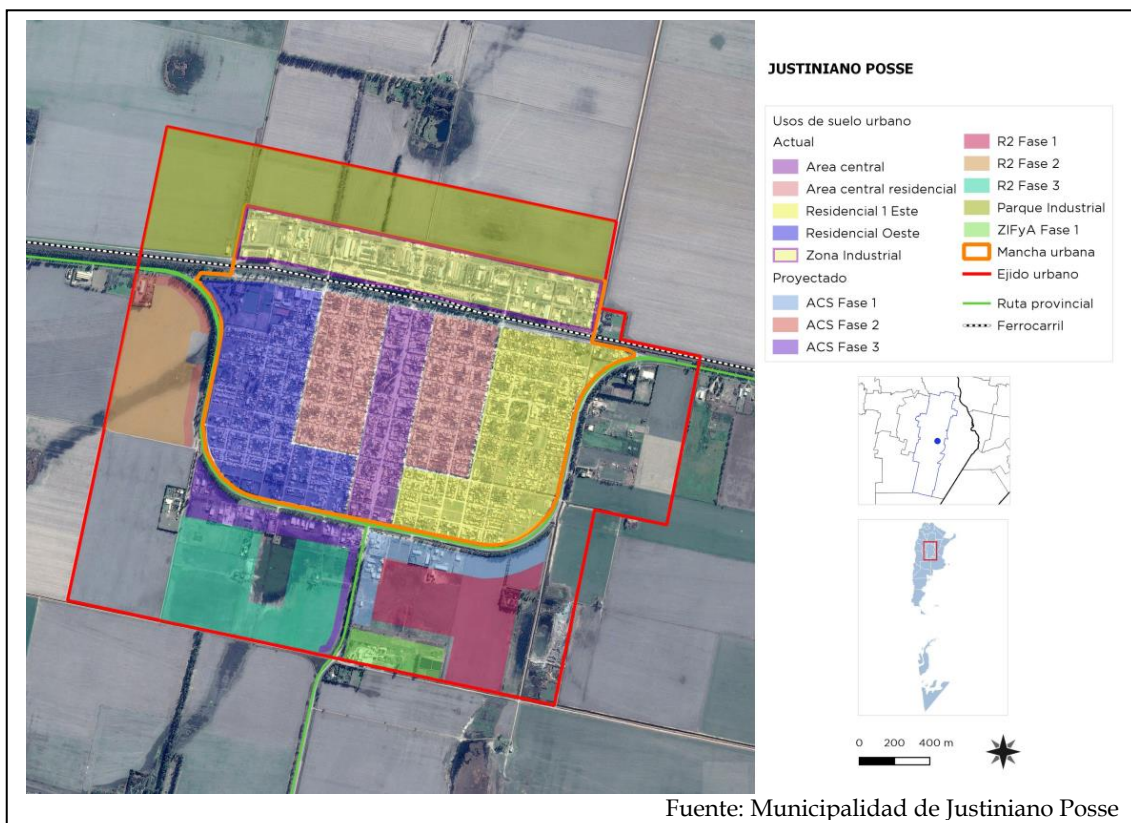 JUSTINIANO POSSE
Usos de suelo urbano
Actual
Area central
Area central residencial
Residencial 1 Este
Residencial Oeste
Zona Industrial
Proyectado
ACS Fase 1
ACS Fase 2
ACS Fase 3
R2 Fase 1
R2 Fase 2
R2 Fase 3
Parque Industrial
ZIFyA Fase 1
Mancha urbana
Ejido urbano
Ruta provincial
Ferrocarril
0 200 400 m
Fuente: Municipalidad de Justiniano Posse